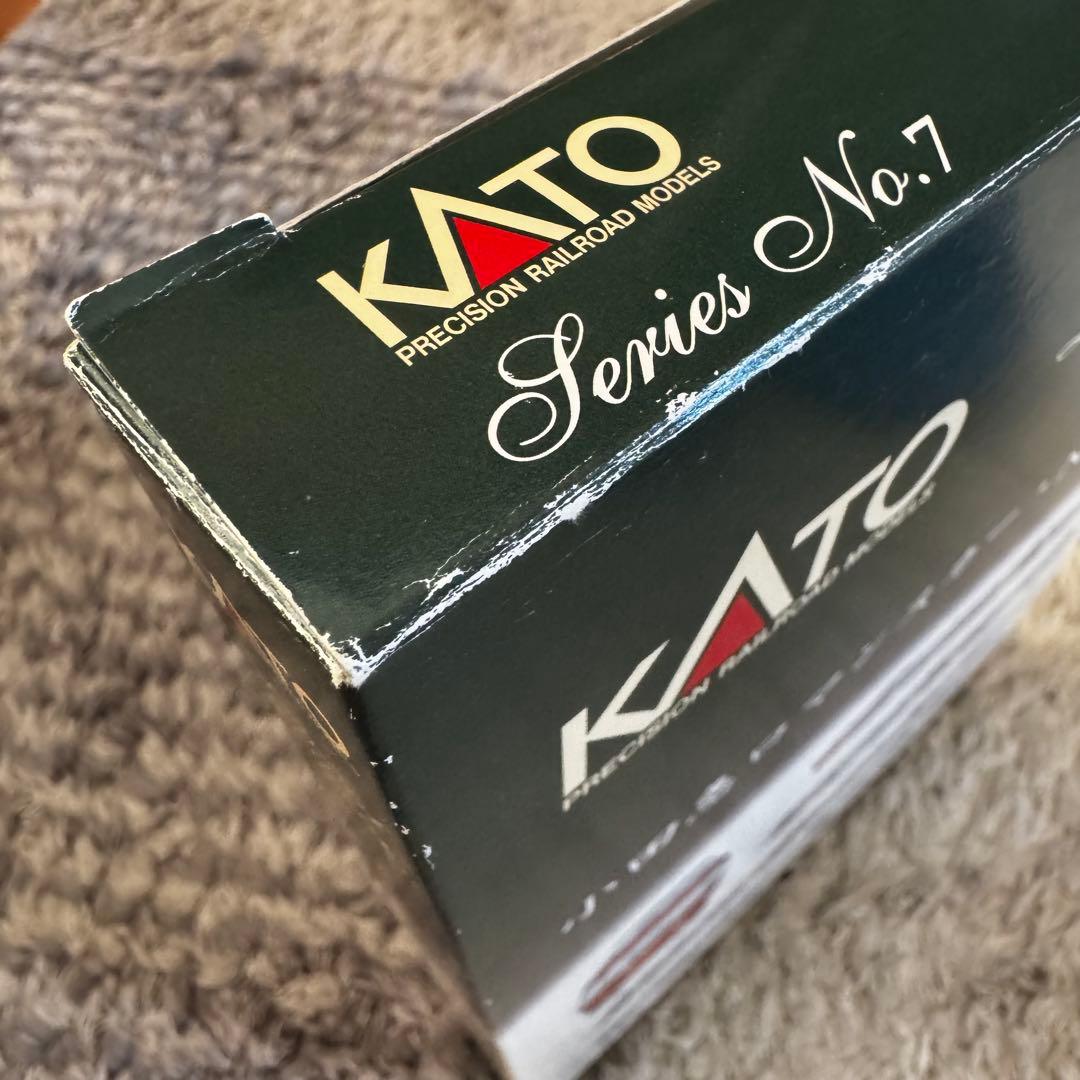 KATO
PRECISION RAILROAD MODELS
Series No.7
KATO
PRECISION RAILROAD MODELS